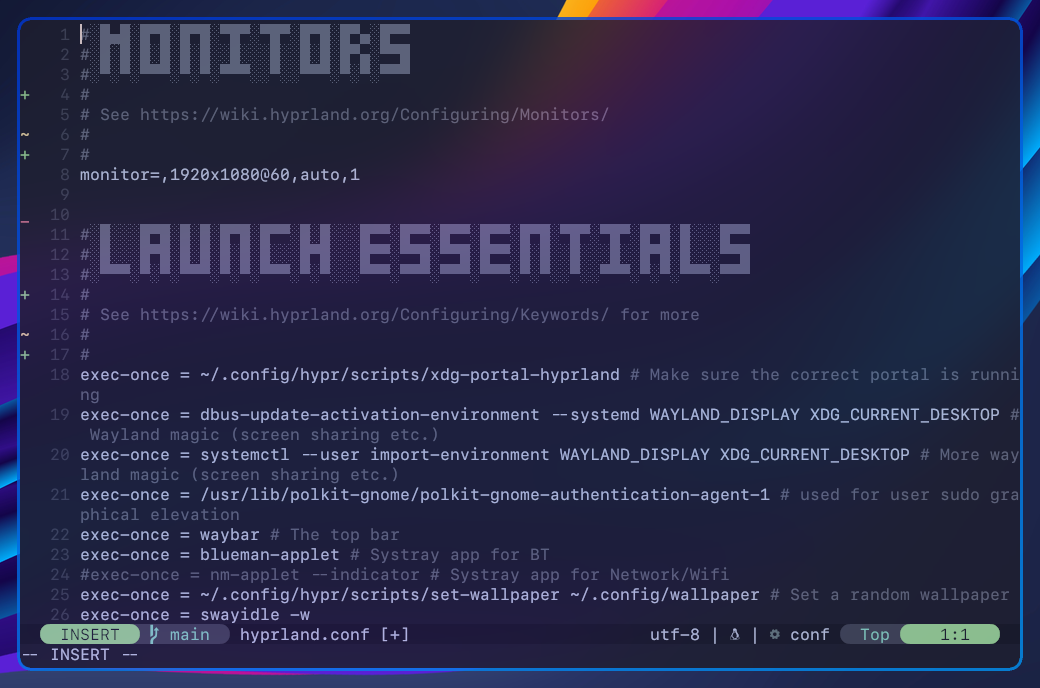 1 # MONITORS
2 #
3 #
+ 4 #
5 # See https://wiki.hyprland.org/Configuring/Monitors/
~ 6 #
+ 7 #
8 monitor=,1920x1080@60,auto,1
9
_ 10
11 # LAUNCH ESSENTIALS
12 #
13 #
+ 14 #
15 # See https://wiki.hyprland.org/Configuring/Keywords/ for more
~ 16 #
+ 17 #
18 exec-once = ~/.config/hypr/scripts/xdg-portal-hyprland # Make sure the correct portal is runni
ng
19 exec-once = dbus-update-activation-environment --systemd WAYLAND_DISPLAY XDG_CURRENT_DESKTOP #
Wayland magic (screen sharing etc.)
20 exec-once = systemctl --user import-environment WAYLAND_DISPLAY XDG_CURRENT_DESKTOP # More way
land magic (screen sharing etc.)
21 exec-once = /usr/lib/polkit-gnome/polkit-gnome-authentication-agent-1 # used for user sudo gra
phical elevation
22 exec-once = waybar # The top bar
23 exec-once = blueman-applet # Systray app for BT
24 #exec-once = nm-applet --indicator # Systray app for Network/Wifi
25 exec-once = ~/.config/hypr/scripts/set-wallpaper ~/.config/wallpaper # Set a random wallpaper
26 exec-once = swayidle -w
INSERT main hyprland.conf [+] utf-8 | | conf Top 1:1
-- INSERT --